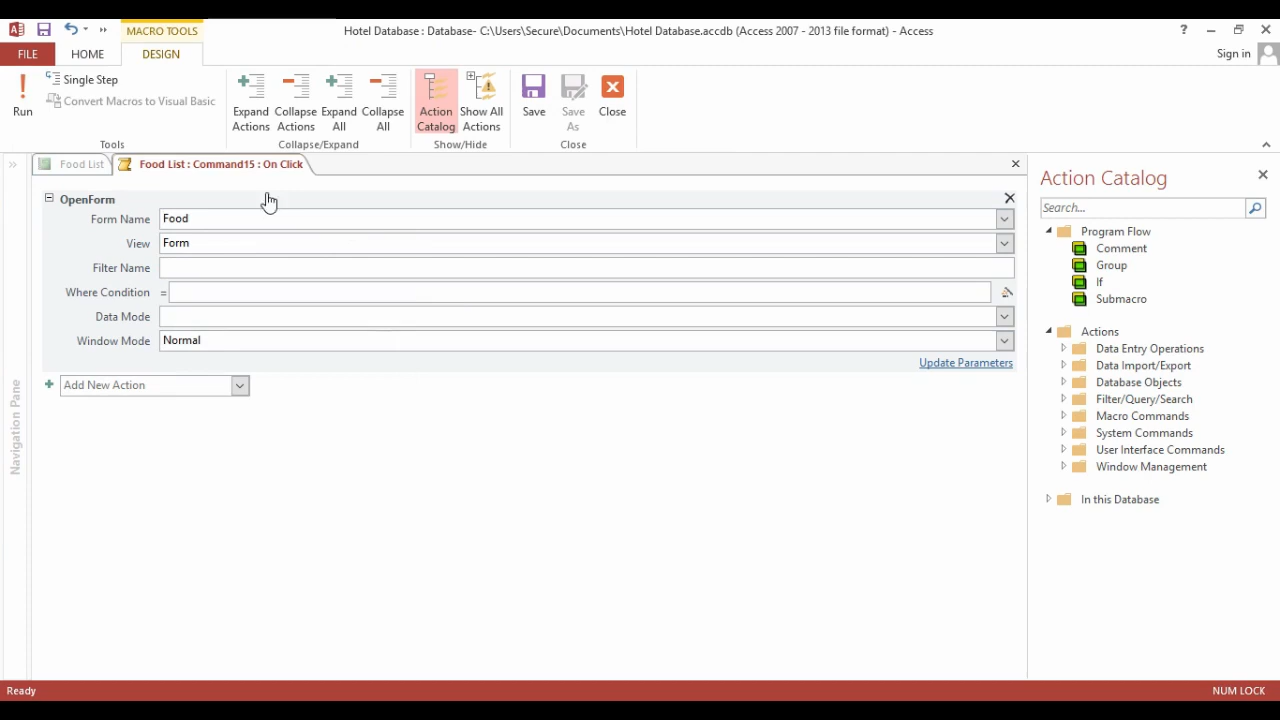 MACRO TOOLS
Hotel Database : Database- C:\Users\Secure\Documents\Hotel Database.accdb (Access 2007 - 2013 file format) - Access
FILE HOME DESIGN Sign in
Run
Single Step
Convert Macros to Visual Basic
Expand Actions
Collapse Actions
Expand All
Collapse All
Action Catalog
Show All Actions
Save
Save As
Close
Tools Collapse/Expand Show/Hide Close
Food List
Food List : Command15 : On Click
OpenForm
Form Name Food
View Form
Filter Name
Where Condition =
Data Mode
Window Mode Normal
Update Parameters
Add New Action
Navigation Pane
Action Catalog
Search...
Program Flow
Comment
Group
If
Submacro
Actions
Data Entry Operations
Data Import/Export
Database Objects
Filter/Query/Search
Macro Commands
System Commands
User Interface Commands
Window Management
In this Database
Ready NUM LOCK